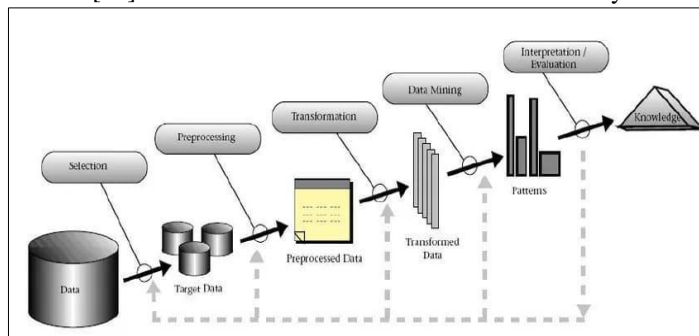 Interpretation /
Evaluation
Data Mining
Transformation
Preprocessing
Selection
Knowledge
Patterns
Transformed
Data
Preprocessed Data
Target Data
Data